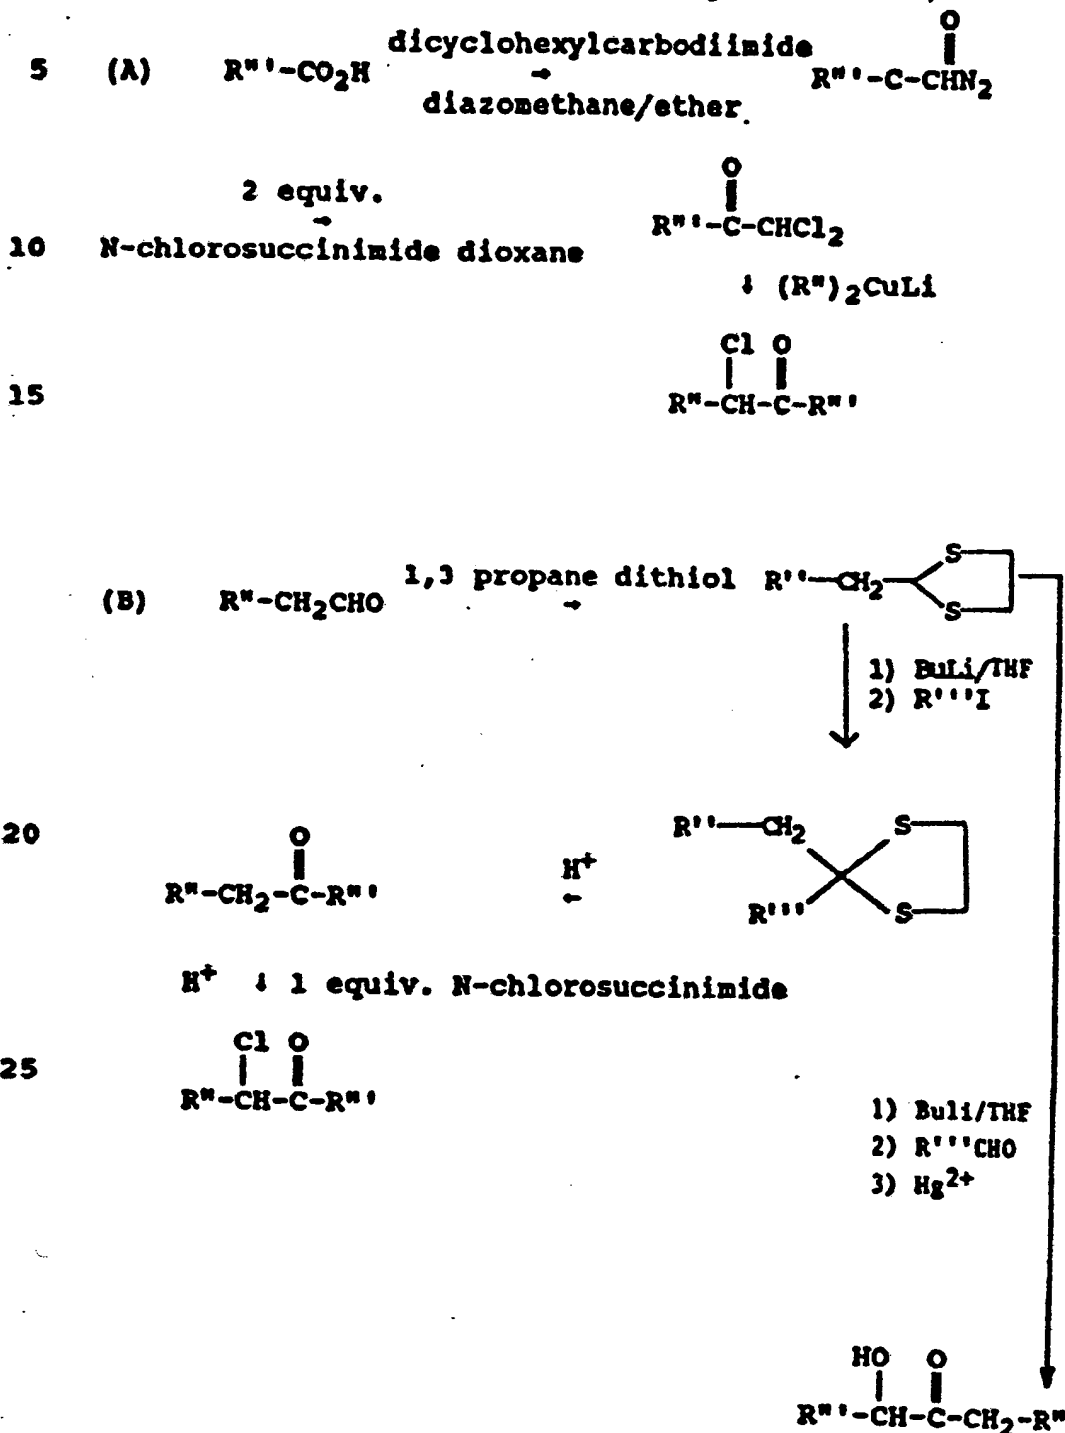 O
dicyclohexylcarbodiimide
5 (A) R"'-CO2H → R"'-C-CHN2
diazomethane/ether.
2 equiv. O
→ R"'-C-CHCl2
10 N-chlorosuccinimide dioxane
↓ (R")2CuLi
Cl O
15 R"-CH-C-R"'
1,3 propane dithiol S
(B) R"-CH2CHO → R''-CH2 S
1) BuLi/THF
2) R'''I
20 O R''-CH2 S
H+
R"-CH2-C-R"' ← R''' S
H+ ↓ 1 equiv. N-chlorosuccinimide
Cl O
25 R"-CH-C-R"'
1) Buli/THF
2) R'''CHO
3) Hg2+
HO O
R"'-CH-C-CH2-R"